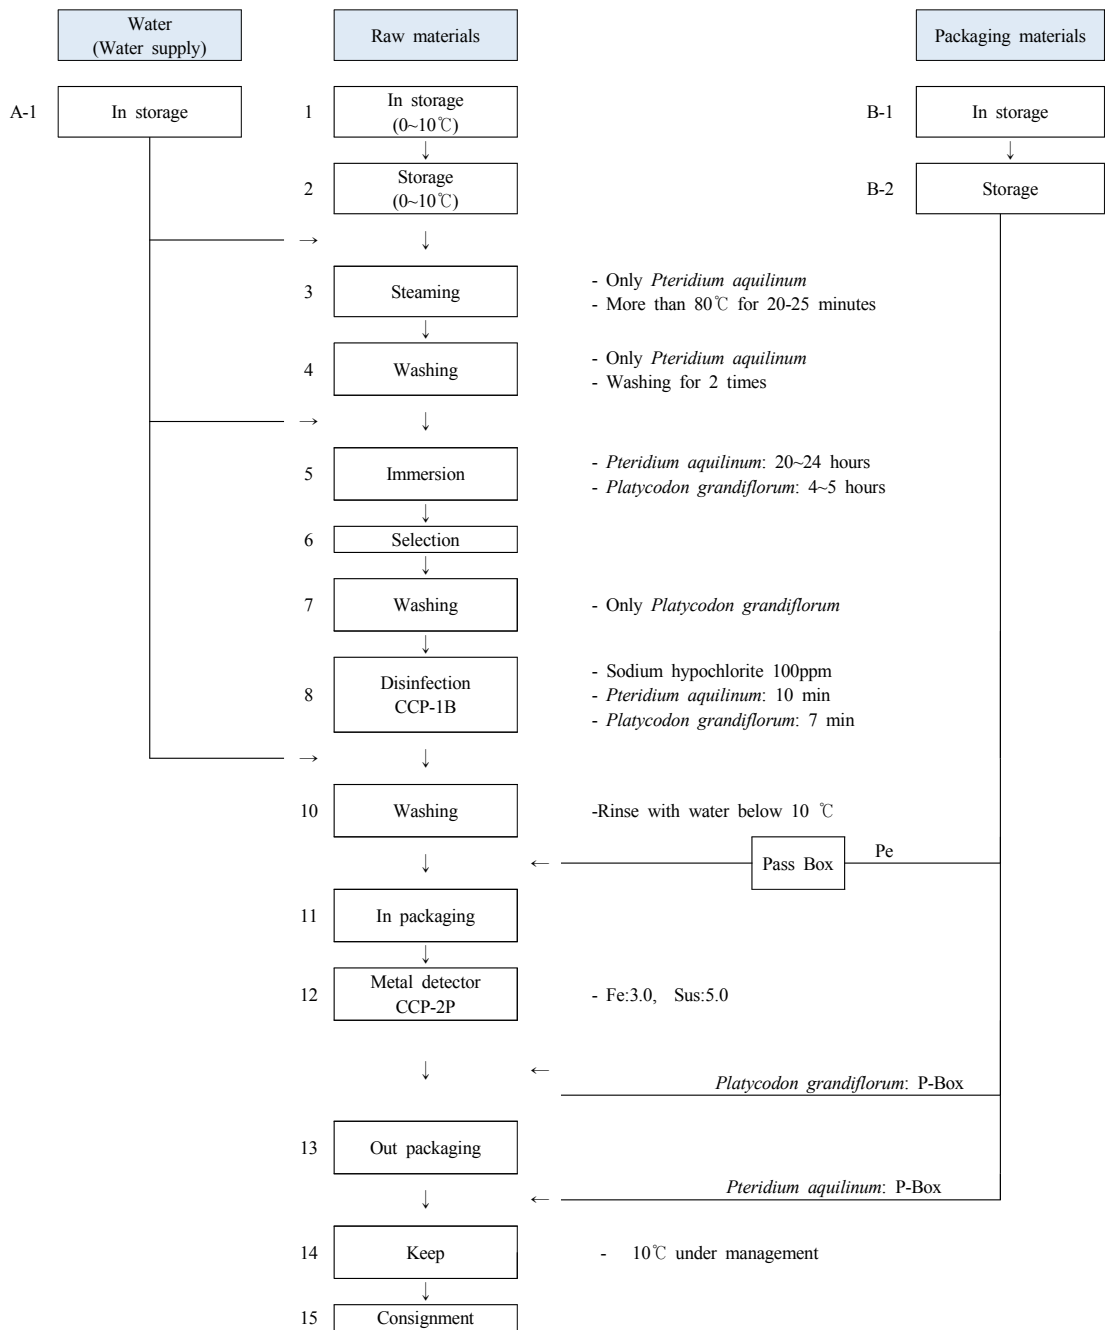 Water
(Water supply)
Raw materials
Packaging materials
A-1
In storage
1
In storage
(0~10℃)
B-1
In storage
↓
↓
2
Storage
(0~10℃)
B-2
Storage
→
↓
3
Steaming
- Only Pteridium aquilinum
- More than 80℃ for 20-25 minutes
↓
4
Washing
- Only Pteridium aquilinum
- Washing for 2 times
→
↓
5
Immersion
- Pteridium aquilinum: 20~24 hours
- Platycodon grandiflorum: 4~5 hours
↓
6
Selection
↓
7
Washing
- Only Platycodon grandiflorum
↓
8
Disinfection
CCP-1B
- Sodium hypochlorite 100ppm
- Pteridium aquilinum: 10 min
- Platycodon grandiflorum: 7 min
→
↓
10
Washing
-Rinse with water below 10 ℃
↓
←
Pass Box
Pe
11
In packaging
↓
12
Metal detector
CCP-2P
- Fe:3.0, Sus:5.0
↓
←
Platycodon grandiflorum: P-Box
13
Out packaging
↓
←
Pteridium aquilinum: P-Box
14
Keep
- 10℃ under management
↓
15
Consignment